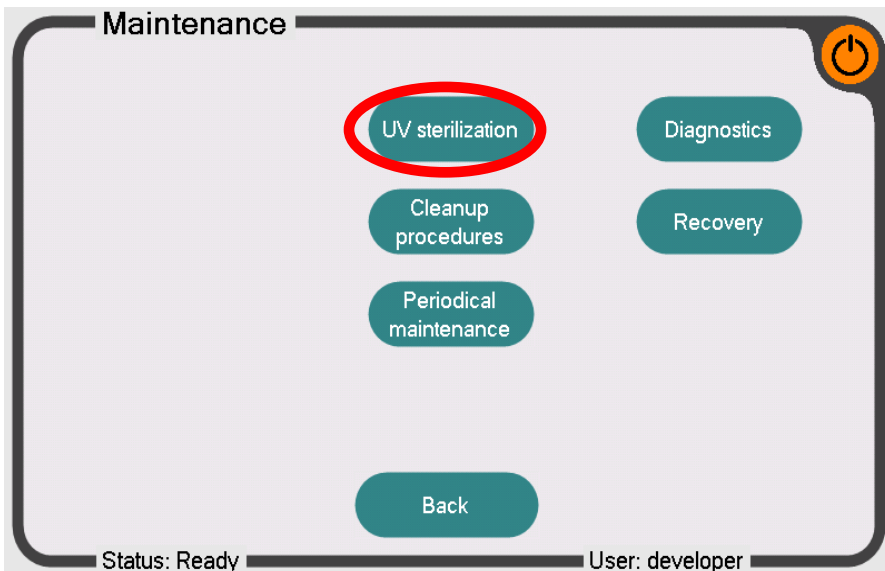 Maintenance
UV sterilization
Diagnostics
Cleanup
procedures
Recovery
Periodical
maintenance
Back
Status: Ready
User: developer